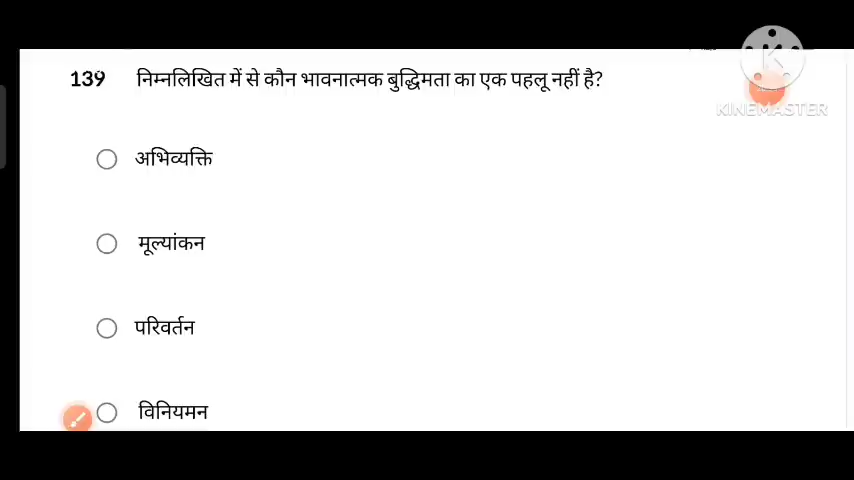 139 निम्नलिखित में से कौन भावनात्मक बुद्धिमता का एक पहलू नहीं है?
KINEMASTER
अभिव्यक्ति
मूल्यांकन
परिवर्तन
विनियमन